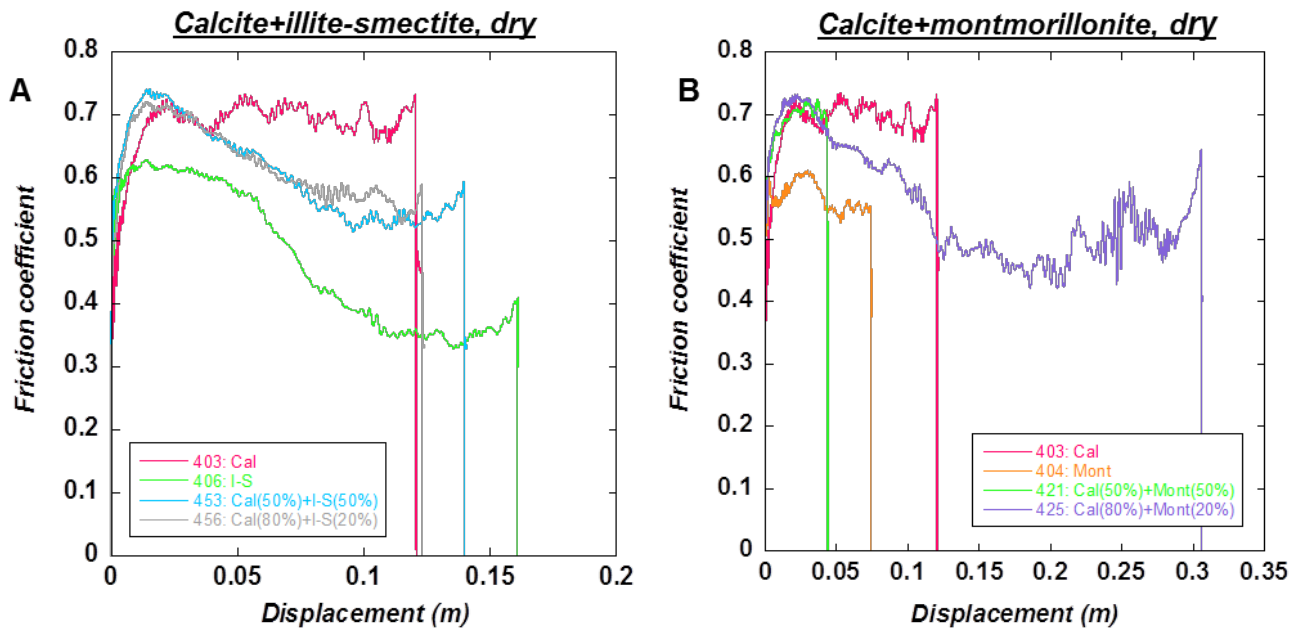 Calcite+illite-smectite, dry
A
Friction coefficient
0.8
0.7
0.6
0.5
0.4
0.3
0.2
0.1
0
403: Cal
406: I-S
453: Cal(50%)+I-S(50%)
456: Cal(80%)+I-S(20%)
0 0.05 0.1 0.15 0.2
Displacement (m)
Calcite+montmorillonite, dry
B
Friction coefficient
0.8
0.7
0.6
0.5
0.4
0.3
0.2
0.1
0
403: Cal
404: Mont
421: Cal(50%)+Mont(50%)
425: Cal(80%)+Mont(20%)
0 0.05 0.1 0.15 0.2 0.25 0.3 0.35
Displacement (m)